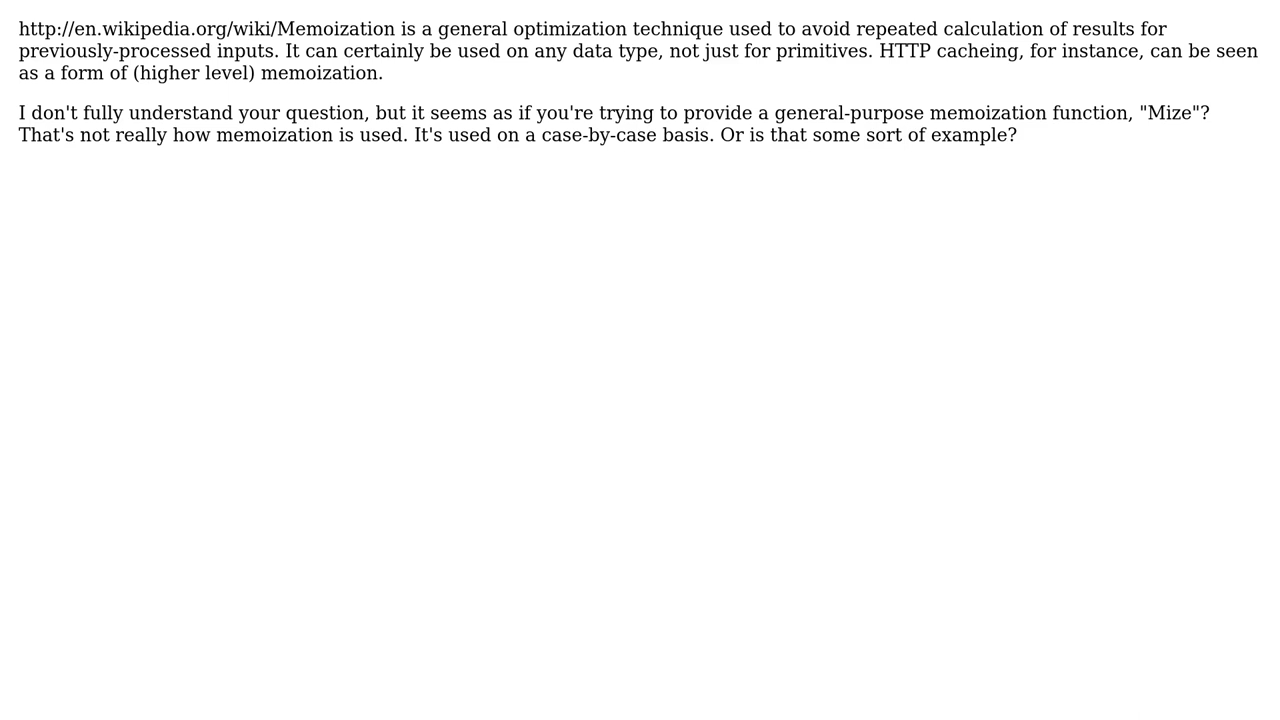 http://en.wikipedia.org/wiki/Memoization is a general optimization technique used to avoid repeated calculation of results for
previously-processed inputs. It can certainly be used on any data type, not just for primitives. HTTP cacheing, for instance, can be seen
as a form of (higher level) memoization.
I don't fully understand your question, but it seems as if you're trying to provide a general-purpose memoization function, "Mize"?
That's not really how memoization is used. It's used on a case-by-case basis. Or is that some sort of example?